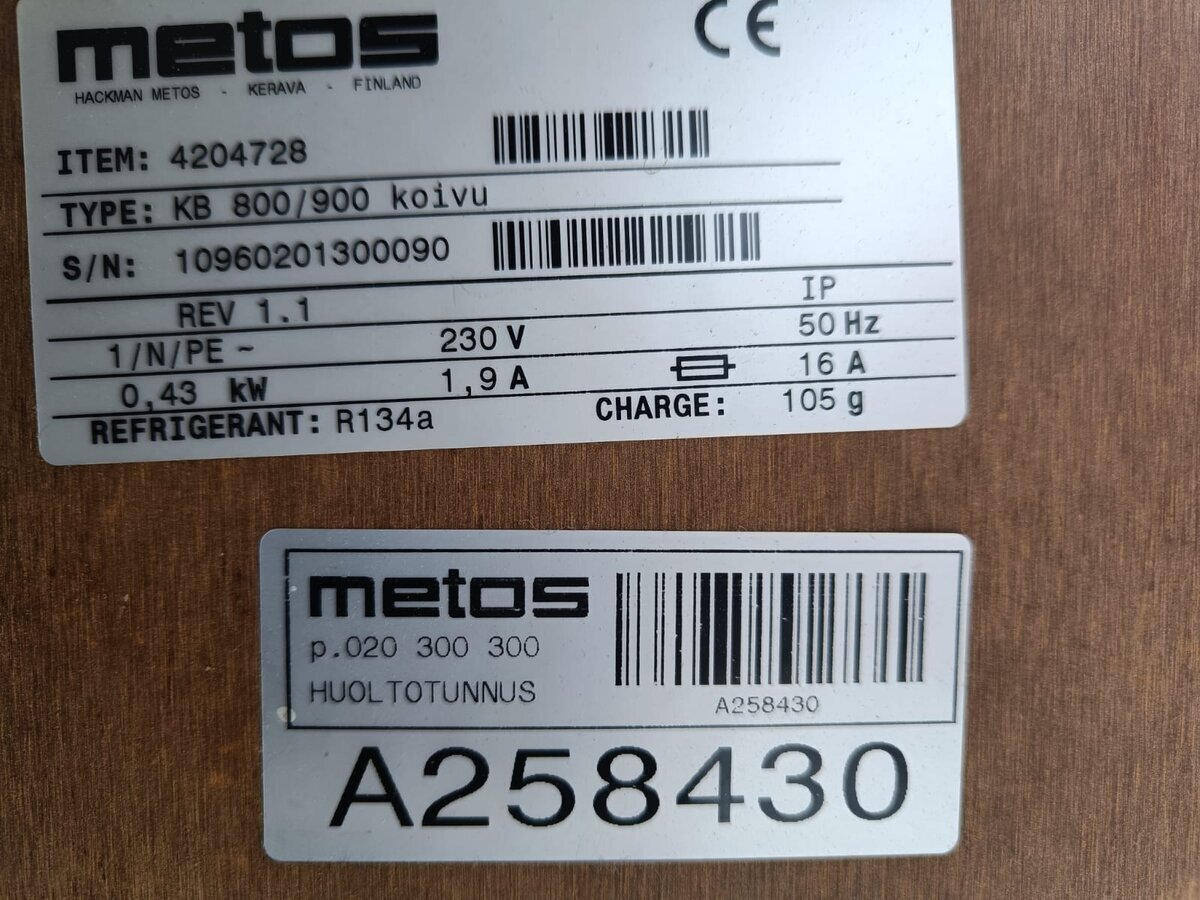 metos CE
HACKMAN METOS - KERAVA - FINLAND
ITEM: 4204728
TYPE: KB 800/900 koivu
S/N: 10960201300090
REV 1.1 IP
1/N/PE ~ 230 V 50 Hz
0,43 kW 1,9 A 16 A
REFRIGERANT: R134a CHARGE: 105 g
metos
p.020 300 300
HUOLTOTUNNUS
A258430
A258430